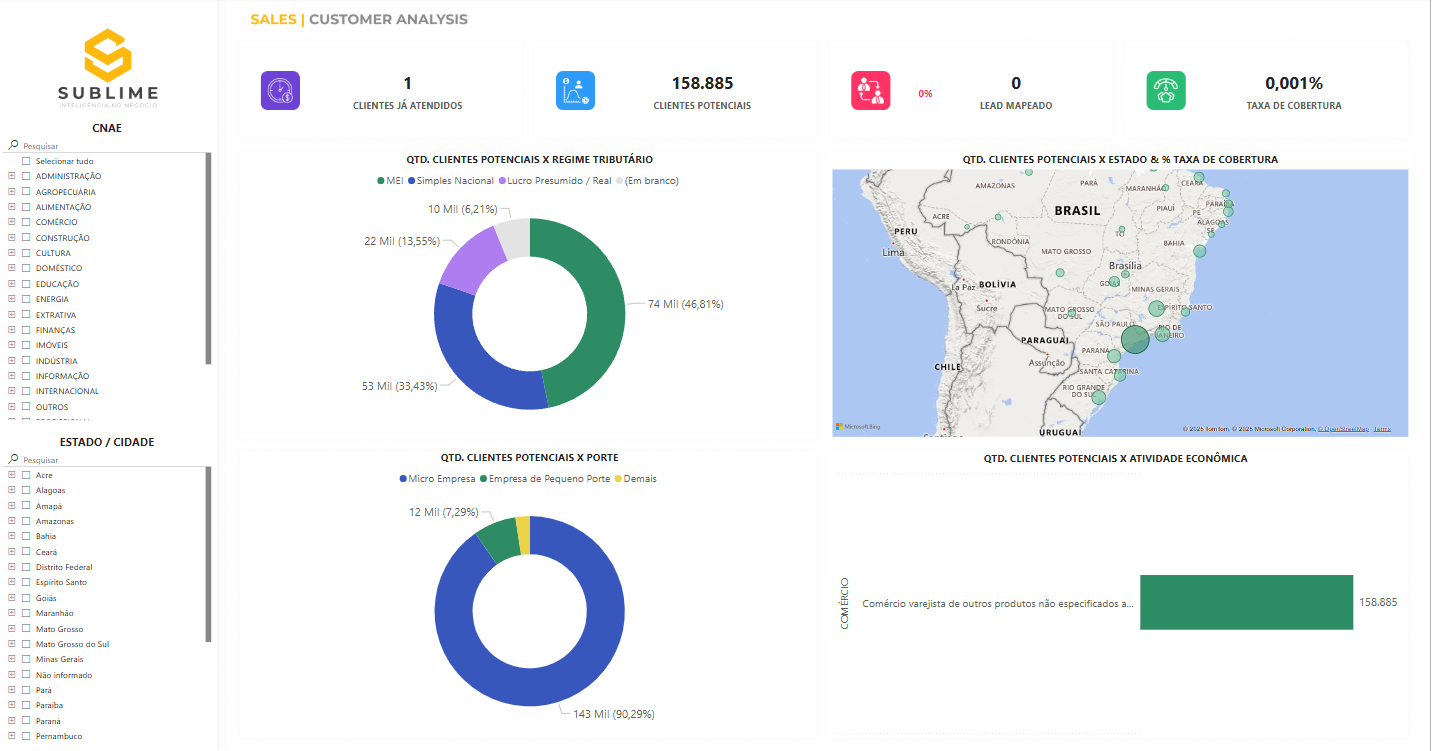 SUBLIME
INTELIGÊNCIA NO NEGÓCIO
CNAE
Pesquisar
Selecionar tudo
ADMINISTRAÇÃO
AGROPECUÁRIA
ALIMENTAÇÃO
COMÉRCIO
CONSTRUÇÃO
CULTURA
DOMÉSTICO
EDUCAÇÃO
ENERGIA
EXTRATIVA
FINANÇAS
IMÓVEIS
INDÚSTRIA
INFORMAÇÃO
INTERNACIONAL
OUTROS
ESTADO / CIDADE
Pesquisar
Acre
Alagoas
Amapá
Amazonas
Bahia
Ceará
Distrito Federal
Espírito Santo
Goiás
Maranhão
Mato Grosso
Mato Grosso do Sul
Minas Gerais
Não informado
Pará
Paraíba
Paraná
Pernambuco
SALES | CUSTOMER ANALYSIS
1
CLIENTES JÁ ATENDIDOS
158.885
CLIENTES POTENCIAIS
0%
0
LEAD MAPEADO
0,001%
TAXA DE COBERTURA
QTD. CLIENTES POTENCIAIS X REGIME TRIBUTÁRIO
MEI Simples Nacional Lucro Presumido / Real (Em branco)
10 Mil (6,21%)
22 Mil (13,55%)
74 Mil (46,81%)
53 Mil (33,43%)
QTD. CLIENTES POTENCIAIS X ESTADO & % TAXA DE COBERTURA
AMAZONAS
PARÁ
MARANHÃO
CEARÁ
ACRE
BRASIL
PIAUÍ
PE
ALAGOAS
SE
PERU
Lima
RONDÔNIA
TO
BAHIA
MATO GROSSO
Brasília
La Paz
BOLÍVIA
GOIÁS
MINAS GERAIS
Sucre
MATO GROSSO
DO SUL
ESPÍRITO SANTO
SÃO PAULO
RIO DE
JANEIRO
PARAGUAI
PARANÁ
Assunção
CHILE
SANTA CATARINA
RIO GRANDE
DO SUL
URUGUAI
Microsoft Bing
© 2025 TomTom, © 2025 Microsoft Corporation, © OpenStreetMap Terms
QTD. CLIENTES POTENCIAIS X PORTE
Micro Empresa Empresa de Pequeno Porte Demais
12 Mil (7,29%)
143 Mil (90,29%)
QTD. CLIENTES POTENCIAIS X ATIVIDADE ECONÔMICA
COMÉRCIO
Comércio varejista de outros produtos não especificados a...
158.885